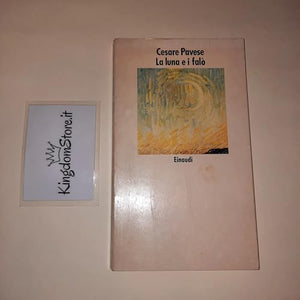 KingdomStore.it
Cesare Pavese
La luna e i falò
Einaudi